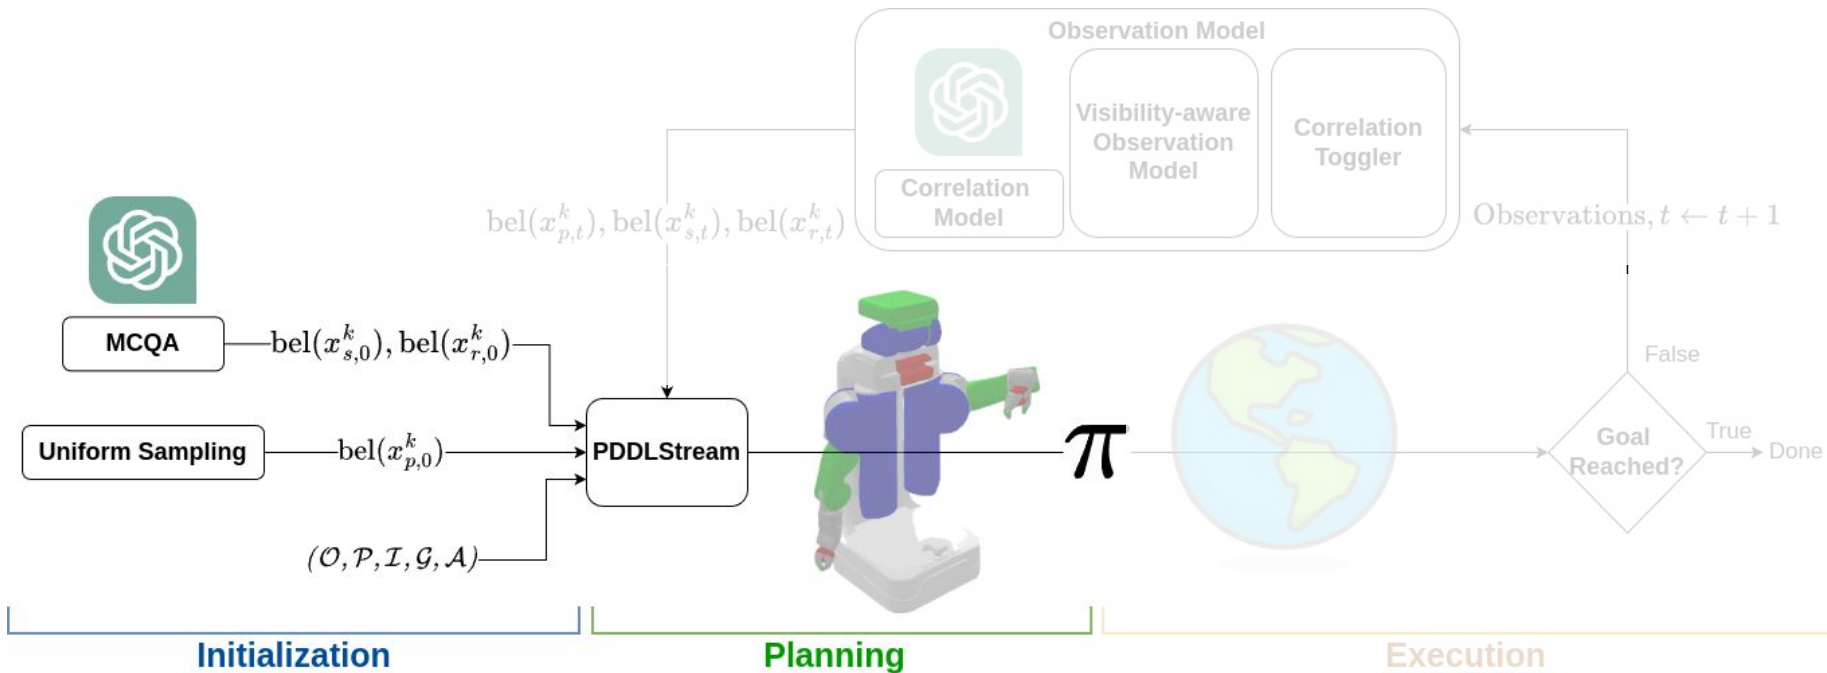 Observation Model
Visibility-aware
Observation
Model
Correlation
Toggler
Correlation
Model
bel(x^k_{p,t}), bel(x^k_{s,t}), bel(x^k_{r,t})
Observations, t ← t + 1
MCQA
bel(x^k_{s,0}), bel(x^k_{r,0})
False
Uniform Sampling
bel(x^k_{p,0})
PDDLStream
π
Goal
Reached?
True
Done
(𝒪, 𝒫, ℐ, 𝒢, 𝒜)
Initialization
Planning
Execution